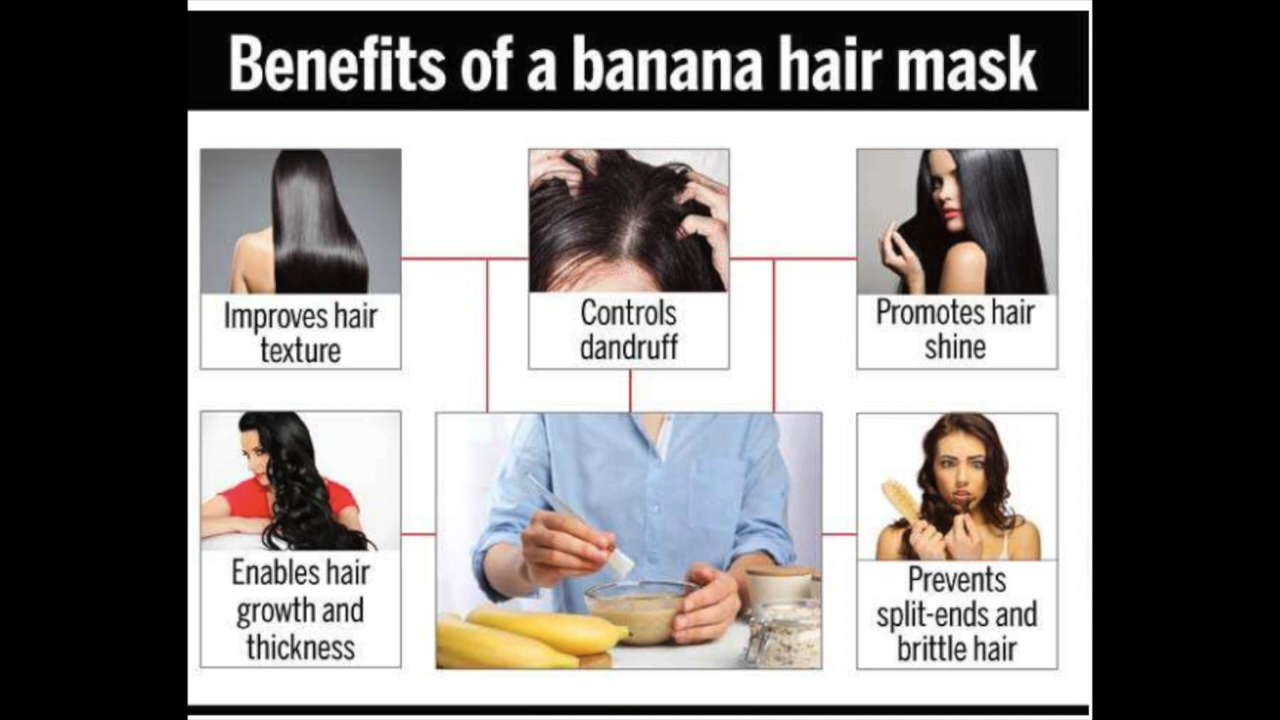 Benefits of a banana hair mask
Improves hair
texture
Controls
dandruff
Promotes hair
shine
Enables hair
growth and
thickness
Prevents
split-ends and
brittle hair